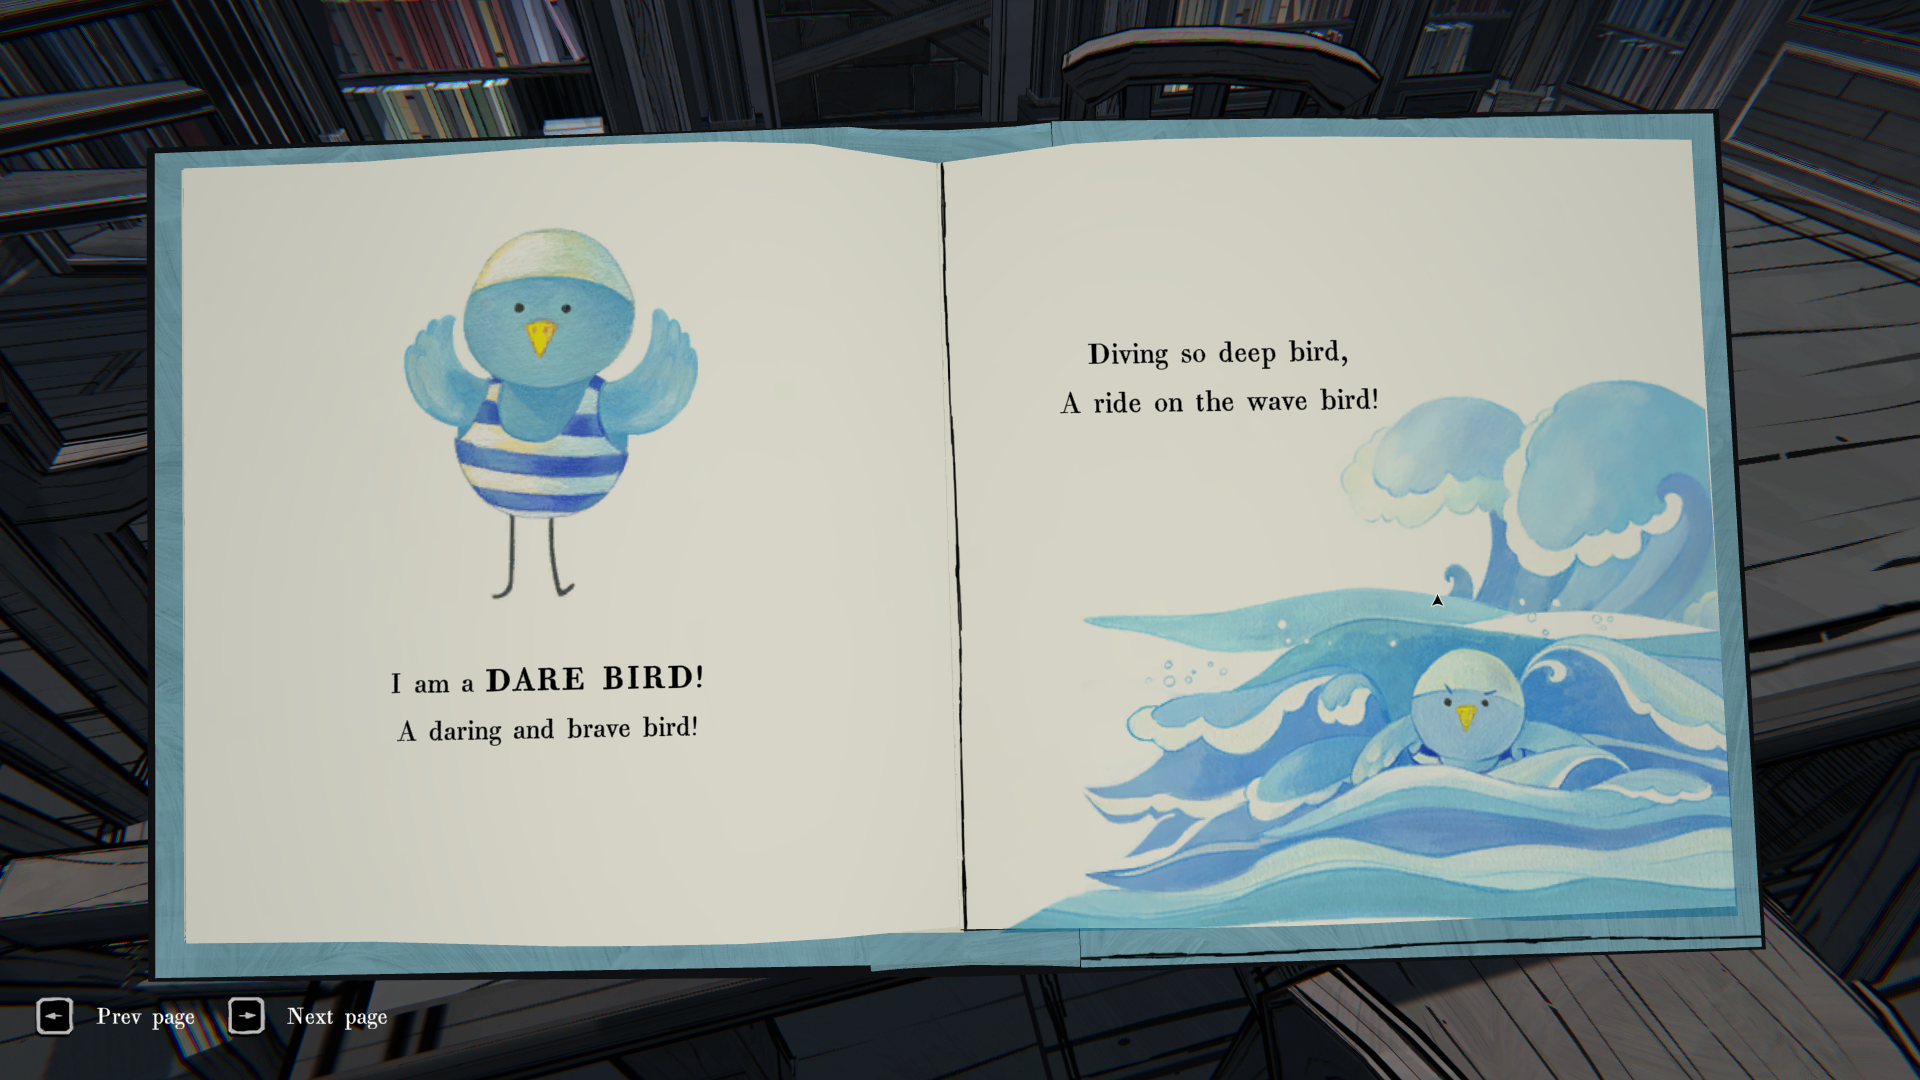 I am a DARE BIRD!
A daring and brave bird!
Diving so deep bird,
A ride on the wave bird!
Prev page
Next page